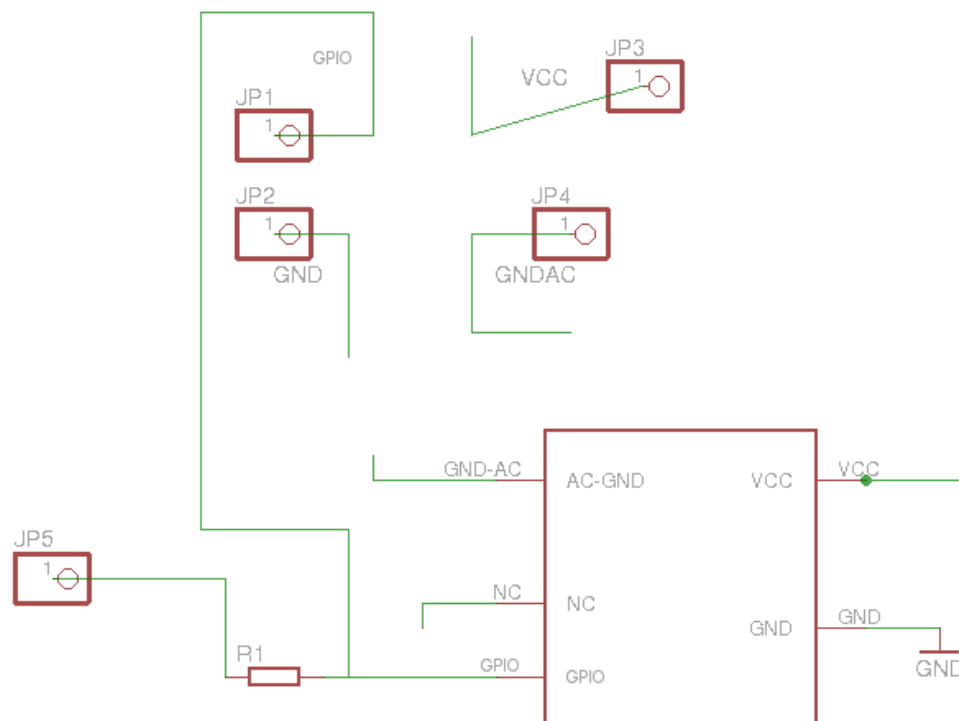 JP3
GPIO
VCC
1
JP1
1
JP2
JP4
1
1
GND
GNDAC
GND-AC
AC-GND
VCC
VCC
JP5
1
NC
NC
GND
GND
R1
GPIO
GPIO
GND